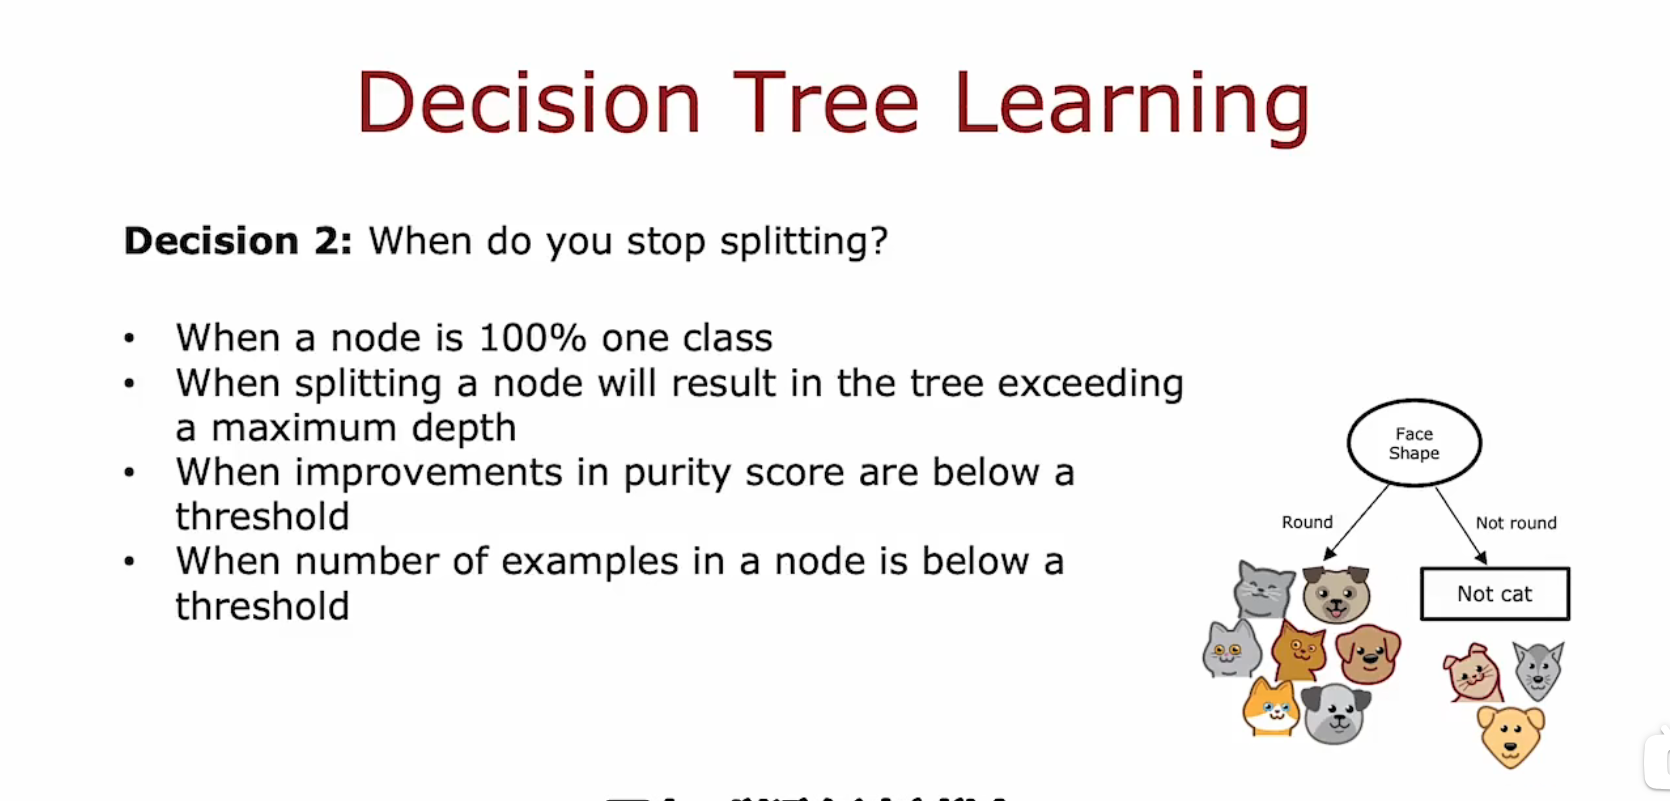 Decision Tree Learning
Decision 2: When do you stop splitting?
• When a node is 100% one class
• When splitting a node will result in the tree exceeding
a maximum depth
• When improvements in purity score are below a
threshold
• When number of examples in a node is below a
threshold
Face
Shape
Round
Not round
Not cat